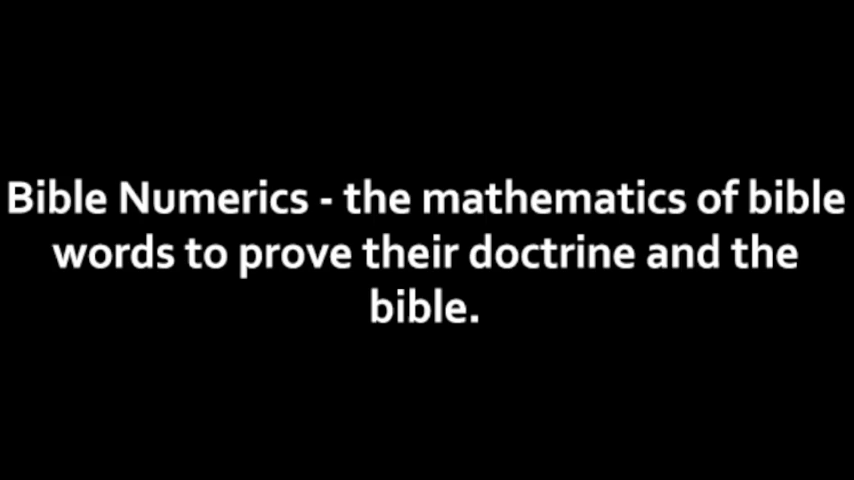 Bible Numerics - the mathematics of bible
words to prove their doctrine and the
bible.